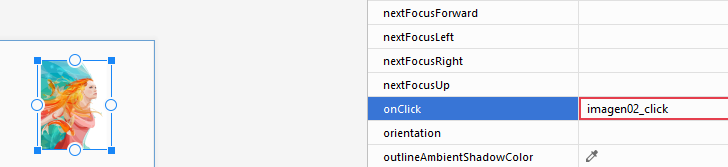 nextFocusForward
nextFocusLeft
nextFocusRight
nextFocusUp
onClick imagen02_click
orientation
outlineAmbientShadowColor